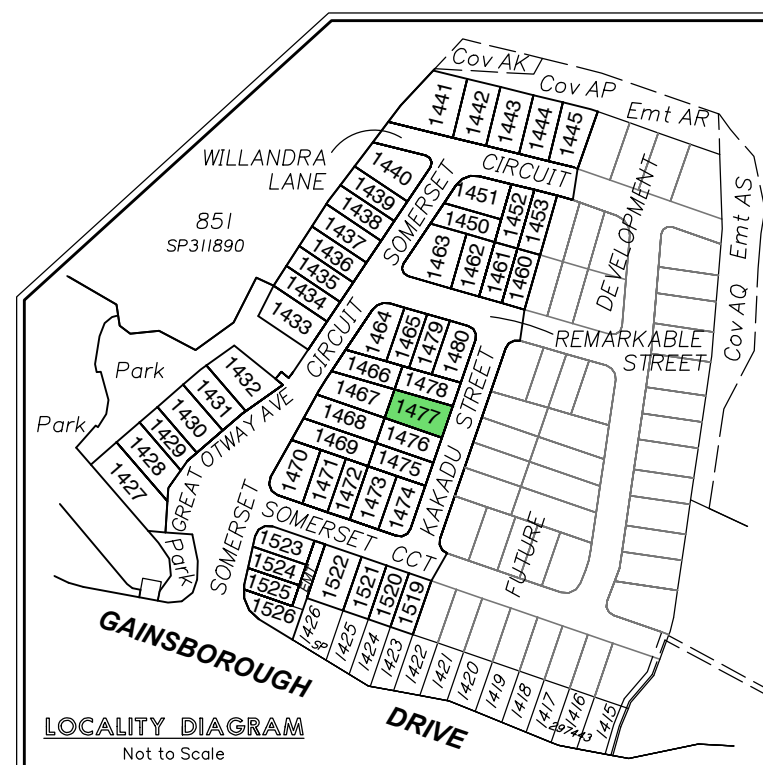 Cov AK
Cov AP
Emt AR
1441
1442
1443
1444
1445
WILLANDRA
LANE
CIRCUIT
1440
1439
1438
1437
1436
1435
1434
1433
SOMERSET
1451
1450
1452
1453
1463
1462
1461
1460
DEVELOPMENT
Emt AS
Cov AQ
851
SP311890
REMARKABLE
STREET
CIRCUIT
1464
1465
1479
1480
1466
1478
1467
1477
1468
1476
1469
1475
1470
1471
1472
1473
1474
KAKADU STREET
Park
Park
1432
1431
1430
1429
1428
1427
GREAT OTWAY AVE
Park
SOMERSET
SOMERSET CCT
FUTURE
1523
1524
1525
1526
EMT
1522
1521
1520
1519
1426
SP
1425
1424
1423
1422
1421
1420
1419
1418
1417
1416
1415
297443
GAINSBOROUGH
DRIVE
LOCALITY DIAGRAM
Not to Scale